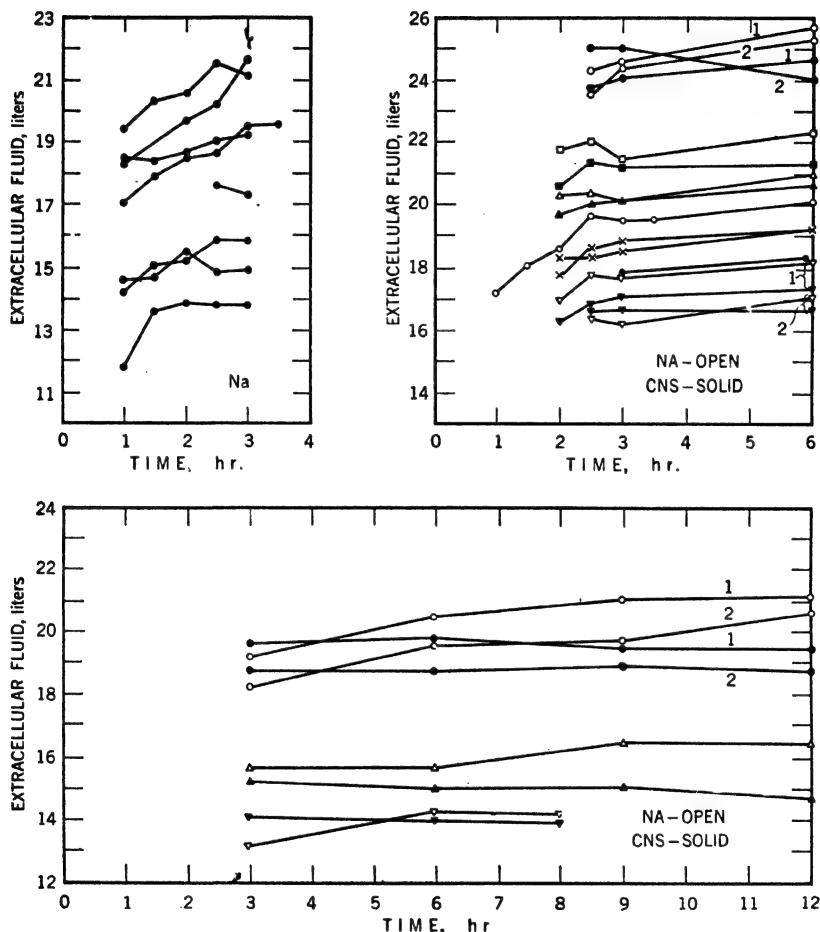 23
21
19
17
15
13
11
EXTRACELLULAR FLUID, liters
Na
0 1 2 3 4
TIME, hr.
26
24
22
20
18
16
14
EXTRACELLULAR FLUID, liters
1
2
1
2
1
2
NA – OPEN
CNS – SOLID
0 1 2 3 4 5 6
TIME, hr.
24
22
20
18
16
14
12
EXTRACELLULAR FLUID, liters
1
2
1
2
NA – OPEN
CNS – SOLID
0 1 2 3 4 5 6 7 8 9 10 11 12
TIME, hr